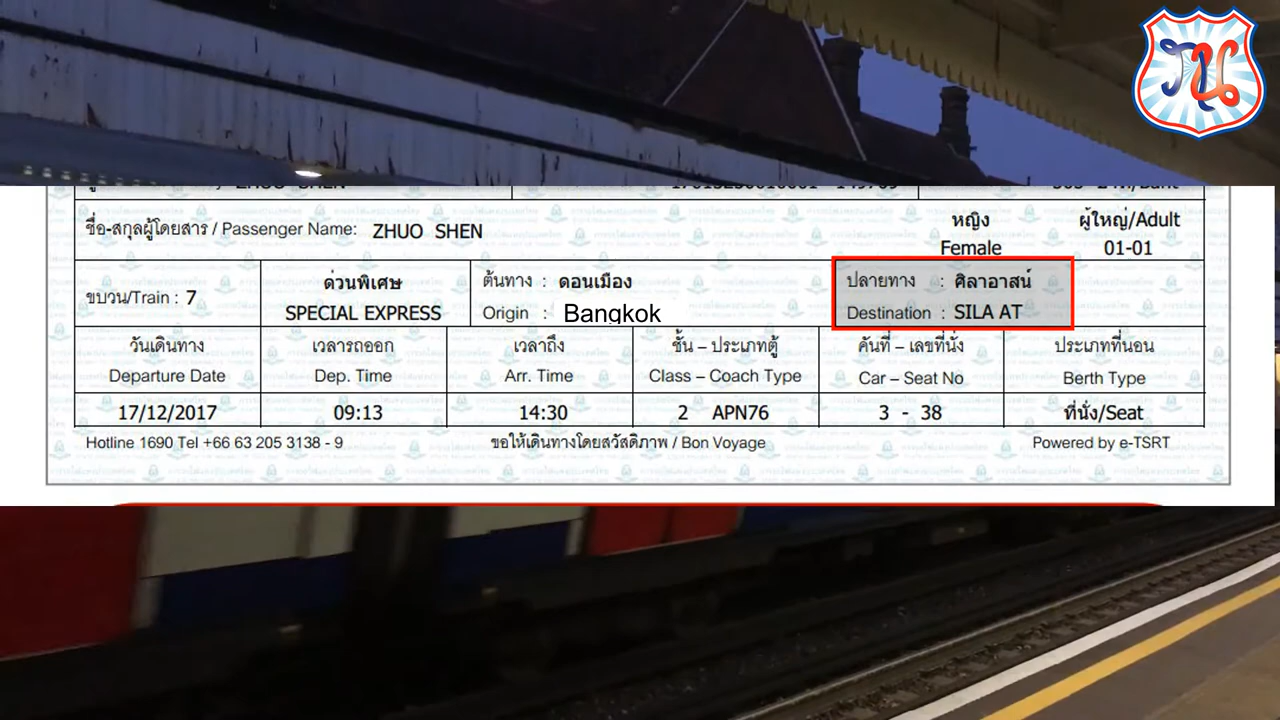 ชื่อ-สกุลผู้โดยสาร / Passenger Name: ZHUO SHEN
หญิง
Female
ผู้ใหญ่/Adult
01-01
ขบวน/Train : 7
ด่วนพิเศษ
SPECIAL EXPRESS
ต้นทาง : ดอนเมือง
Origin : Bangkok
ปลายทาง : ศิลาอาสน์
Destination : SILA AT
วันเดินทาง
Departure Date
เวลารถออก
Dep. Time
เวลาถึง
Arr. Time
ชั้น – ประเภทตู้
Class – Coach Type
คันที่ – เลขที่นั่ง
Car – Seat No
ประเภทที่นอน
Berth Type
17/12/2017
09:13
14:30
2 APN76
3 - 38
ที่นั่ง/Seat
Hotline 1690 Tel +66 63 205 3138 - 9
ขอให้เดินทางโดยสวัสดิภาพ / Bon Voyage
Powered by e-TSRT